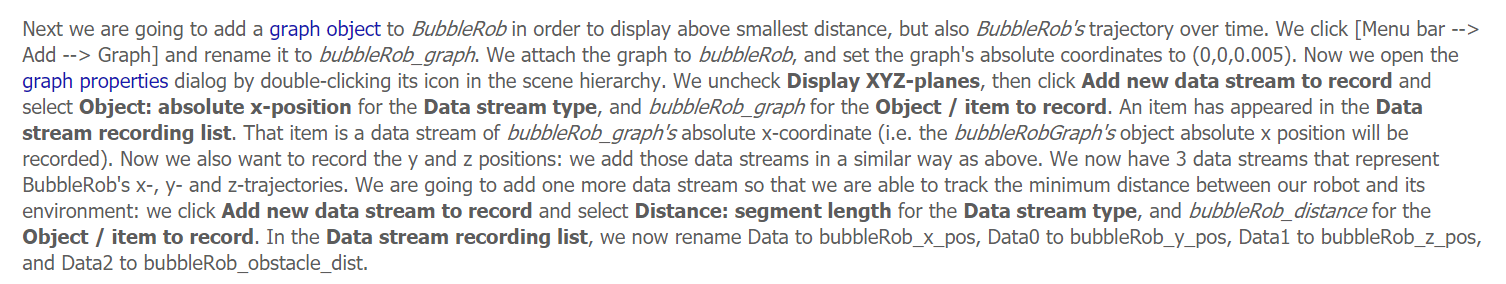 Next we are going to add a graph object to BubbleRob in order to display above smallest distance, but also BubbleRob's trajectory over time. We click [Menu bar -->
Add --> Graph] and rename it to bubbleRob_graph. We attach the graph to bubbleRob, and set the graph's absolute coordinates to (0,0,0.005). Now we open the
graph properties dialog by double-clicking its icon in the scene hierarchy. We uncheck Display XYZ-planes, then click Add new data stream to record and
select Object: absolute x-position for the Data stream type, and bubbleRob_graph for the Object / item to record. An item has appeared in the Data
stream recording list. That item is a data stream of bubbleRob_graph's absolute x-coordinate (i.e. the bubbleRobGraph's object absolute x position will be
recorded). Now we also want to record the y and z positions: we add those data streams in a similar way as above. We now have 3 data streams that represent
BubbleRob's x-, y- and z-trajectories. We are going to add one more data stream so that we are able to track the minimum distance between our robot and its
environment: we click Add new data stream to record and select Distance: segment length for the Data stream type, and bubbleRob_distance for the
Object / item to record. In the Data stream recording list, we now rename Data to bubbleRob_x_pos, Data0 to bubbleRob_y_pos, Data1 to bubbleRob_z_pos,
and Data2 to bubbleRob_obstacle_dist.